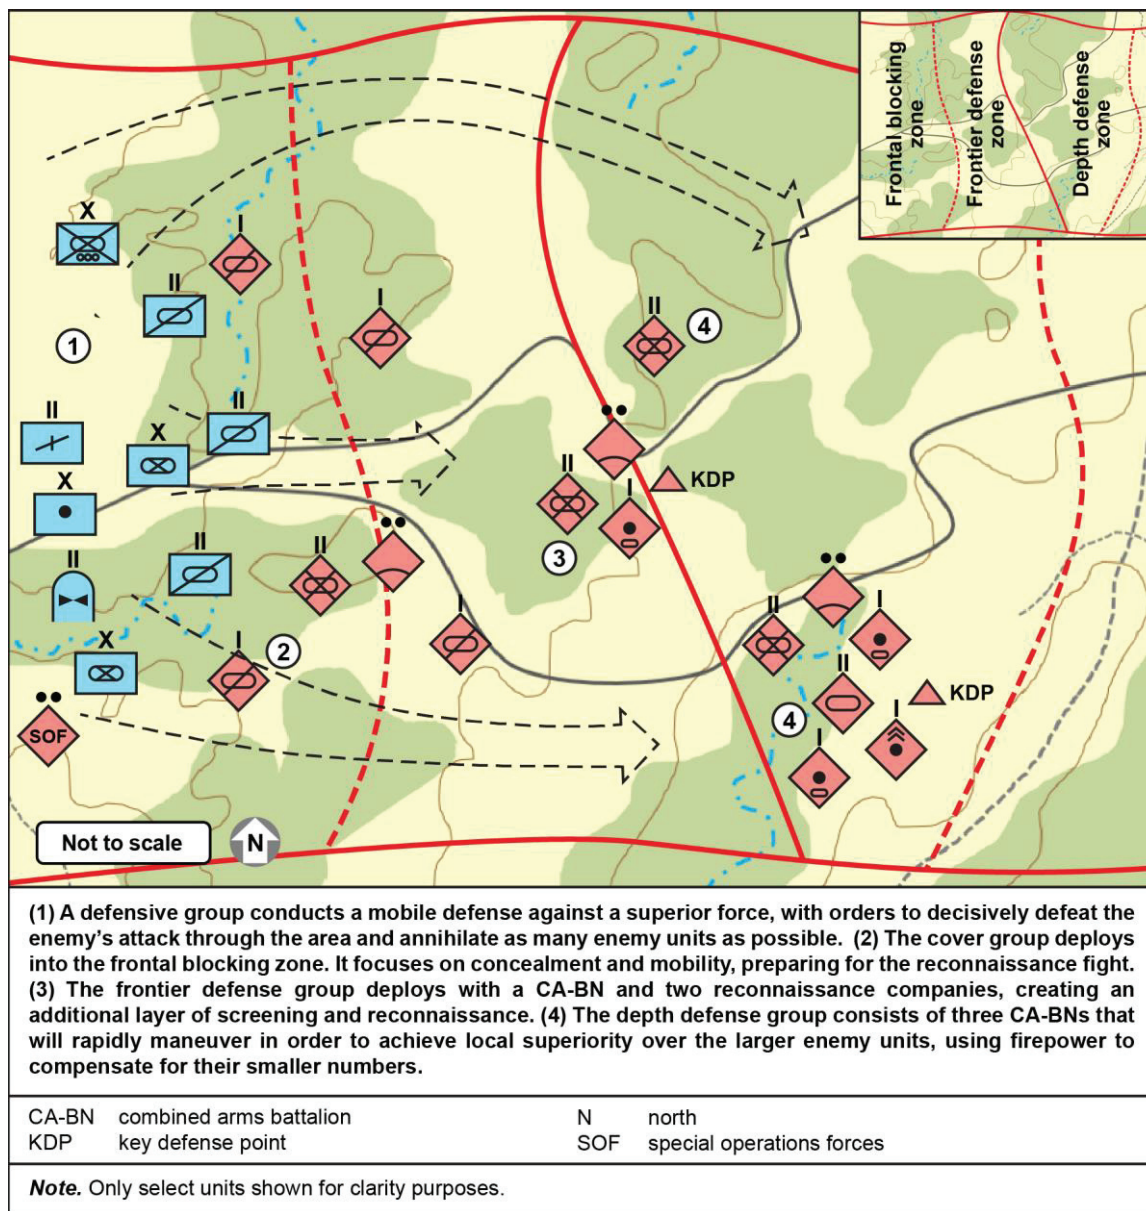 Frontal blocking
zone
Frontier defense
zone
Depth defense
zone
X
I
II
I
II
4
1
II
II
X
II
KDP
X
I
3
II
II
II
I
I
II
I
2
X
II
KDP
I
4
I
SOF
Not to scale
N
(1) A defensive group conducts a mobile defense against a superior force, with orders to decisively defeat the
enemy’s attack through the area and annihilate as many enemy units as possible. (2) The cover group deploys
into the frontal blocking zone. It focuses on concealment and mobility, preparing for the reconnaissance fight.
(3) The frontier defense group deploys with a CA-BN and two reconnaissance companies, creating an
additional layer of screening and reconnaissance. (4) The depth defense group consists of three CA-BNs that
will rapidly maneuver in order to achieve local superiority over the larger enemy units, using firepower to
compensate for their smaller numbers.
CA-BN combined arms battalion
N north
KDP key defense point
SOF special operations forces
Note. Only select units shown for clarity purposes.